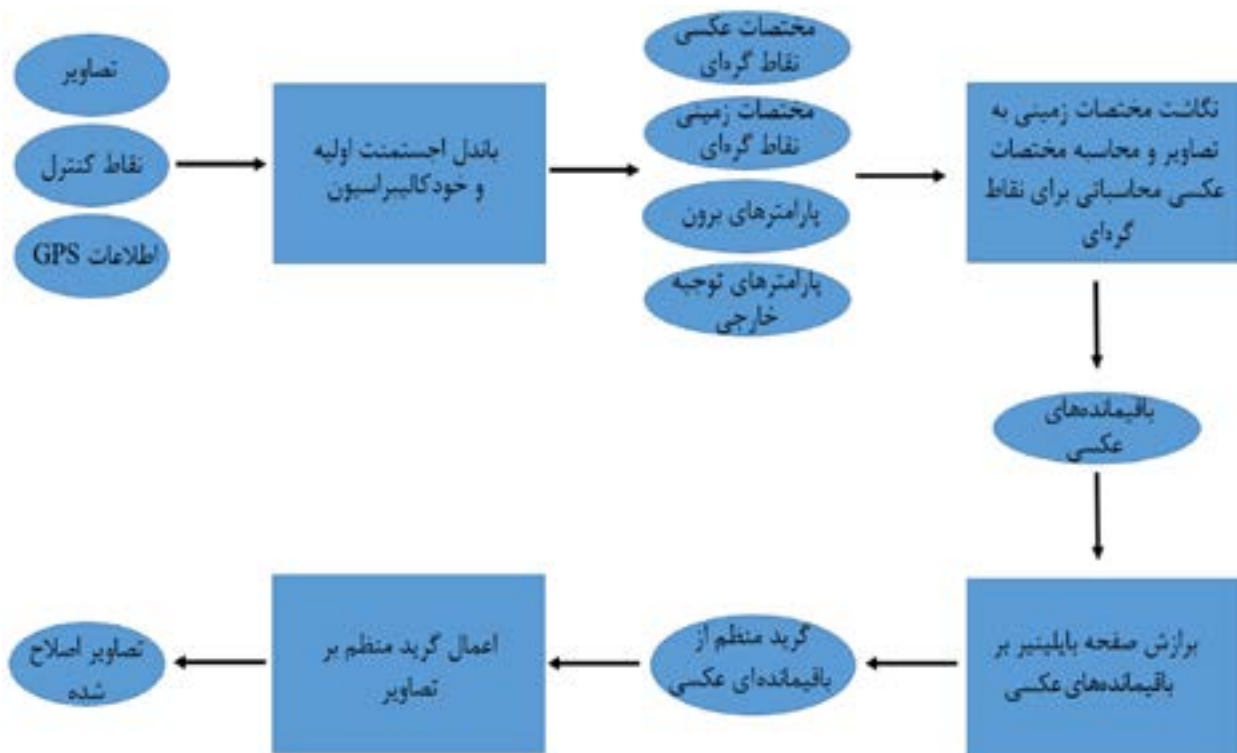 تصاویر
نقاط کنترل
اطلاعات GPS
باندل اجستمنت اولیه
و خودکالیبراسیون
مختصات عکسی
نقاط گره‌ای
مختصات زمینی
نقاط گره‌ای
پارامترهای برون
پارامترهای توجیه
خارجی
نگاشت مختصات زمینی به
تصاویر و محاسبه مختصات
عکسی محاسباتی برای نقاط
گره‌ای
باقیمانده‌های
عکسی
برازش صفحه بایلینیر بر
باقیمانده‌های عکسی
گرید منظم از
باقیمانده‌ای عکسی
اعمال گرید منظم بر
تصاویر
تصاویر اصلاح
شده